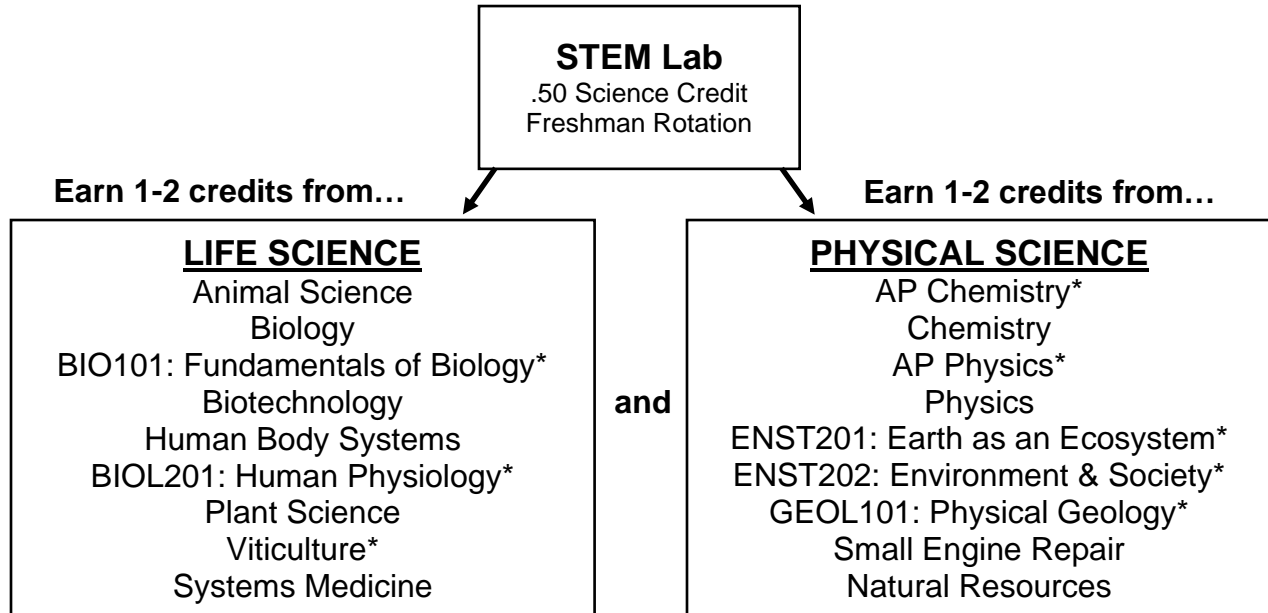 STEM Lab
.50 Science Credit
Freshman Rotation
Earn 1-2 credits from…
Earn 1-2 credits from…
LIFE SCIENCE
Animal Science
Biology
BIO101: Fundamentals of Biology*
Biotechnology
Human Body Systems
BIOL201: Human Physiology*
Plant Science
Viticulture*
Systems Medicine
and
PHYSICAL SCIENCE
AP Chemistry*
Chemistry
AP Physics*
Physics
ENST201: Earth as an Ecosystem*
ENST202: Environment & Society*
GEOL101: Physical Geology*
Small Engine Repair
Natural Resources